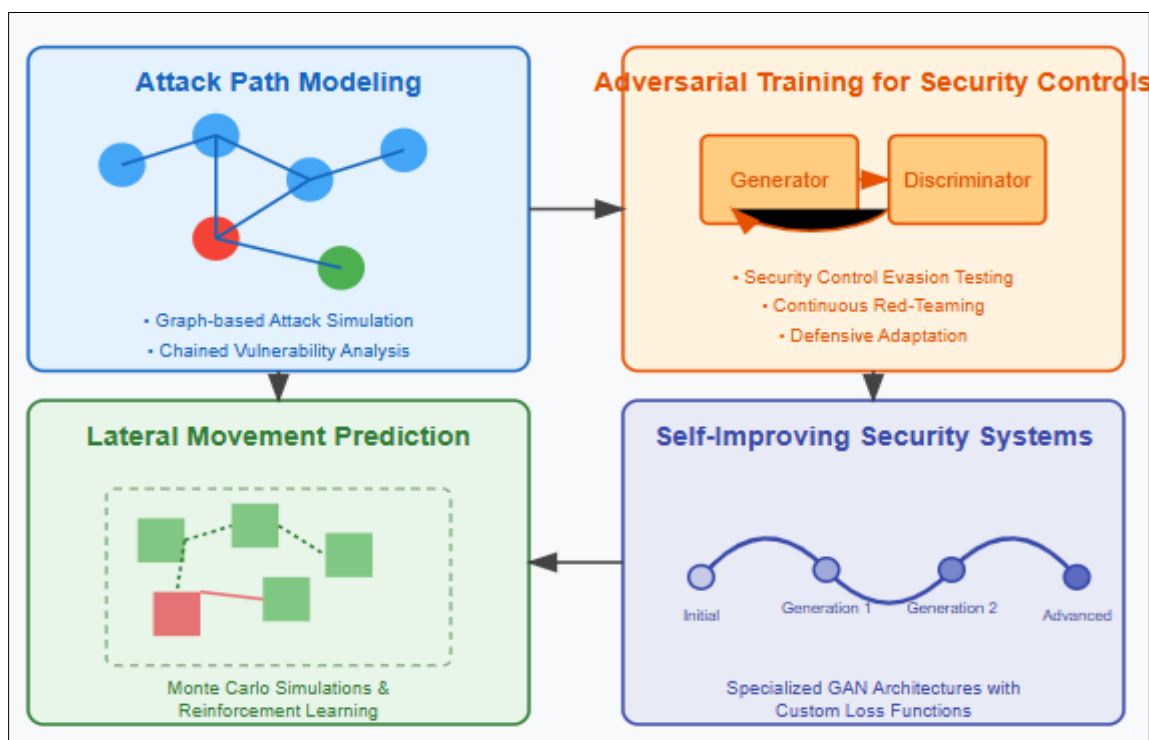 Attack Path Modeling
• Graph-based Attack Simulation
• Chained Vulnerability Analysis
Adversarial Training for Security Controls
Generator
Discriminator
• Security Control Evasion Testing
• Continuous Red-Teaming
• Defensive Adaptation
Lateral Movement Prediction
Monte Carlo Simulations &
Reinforcement Learning
Self-Improving Security Systems
Initial
Generation 1
Generation 2
Advanced
Specialized GAN Architectures with
Custom Loss Functions